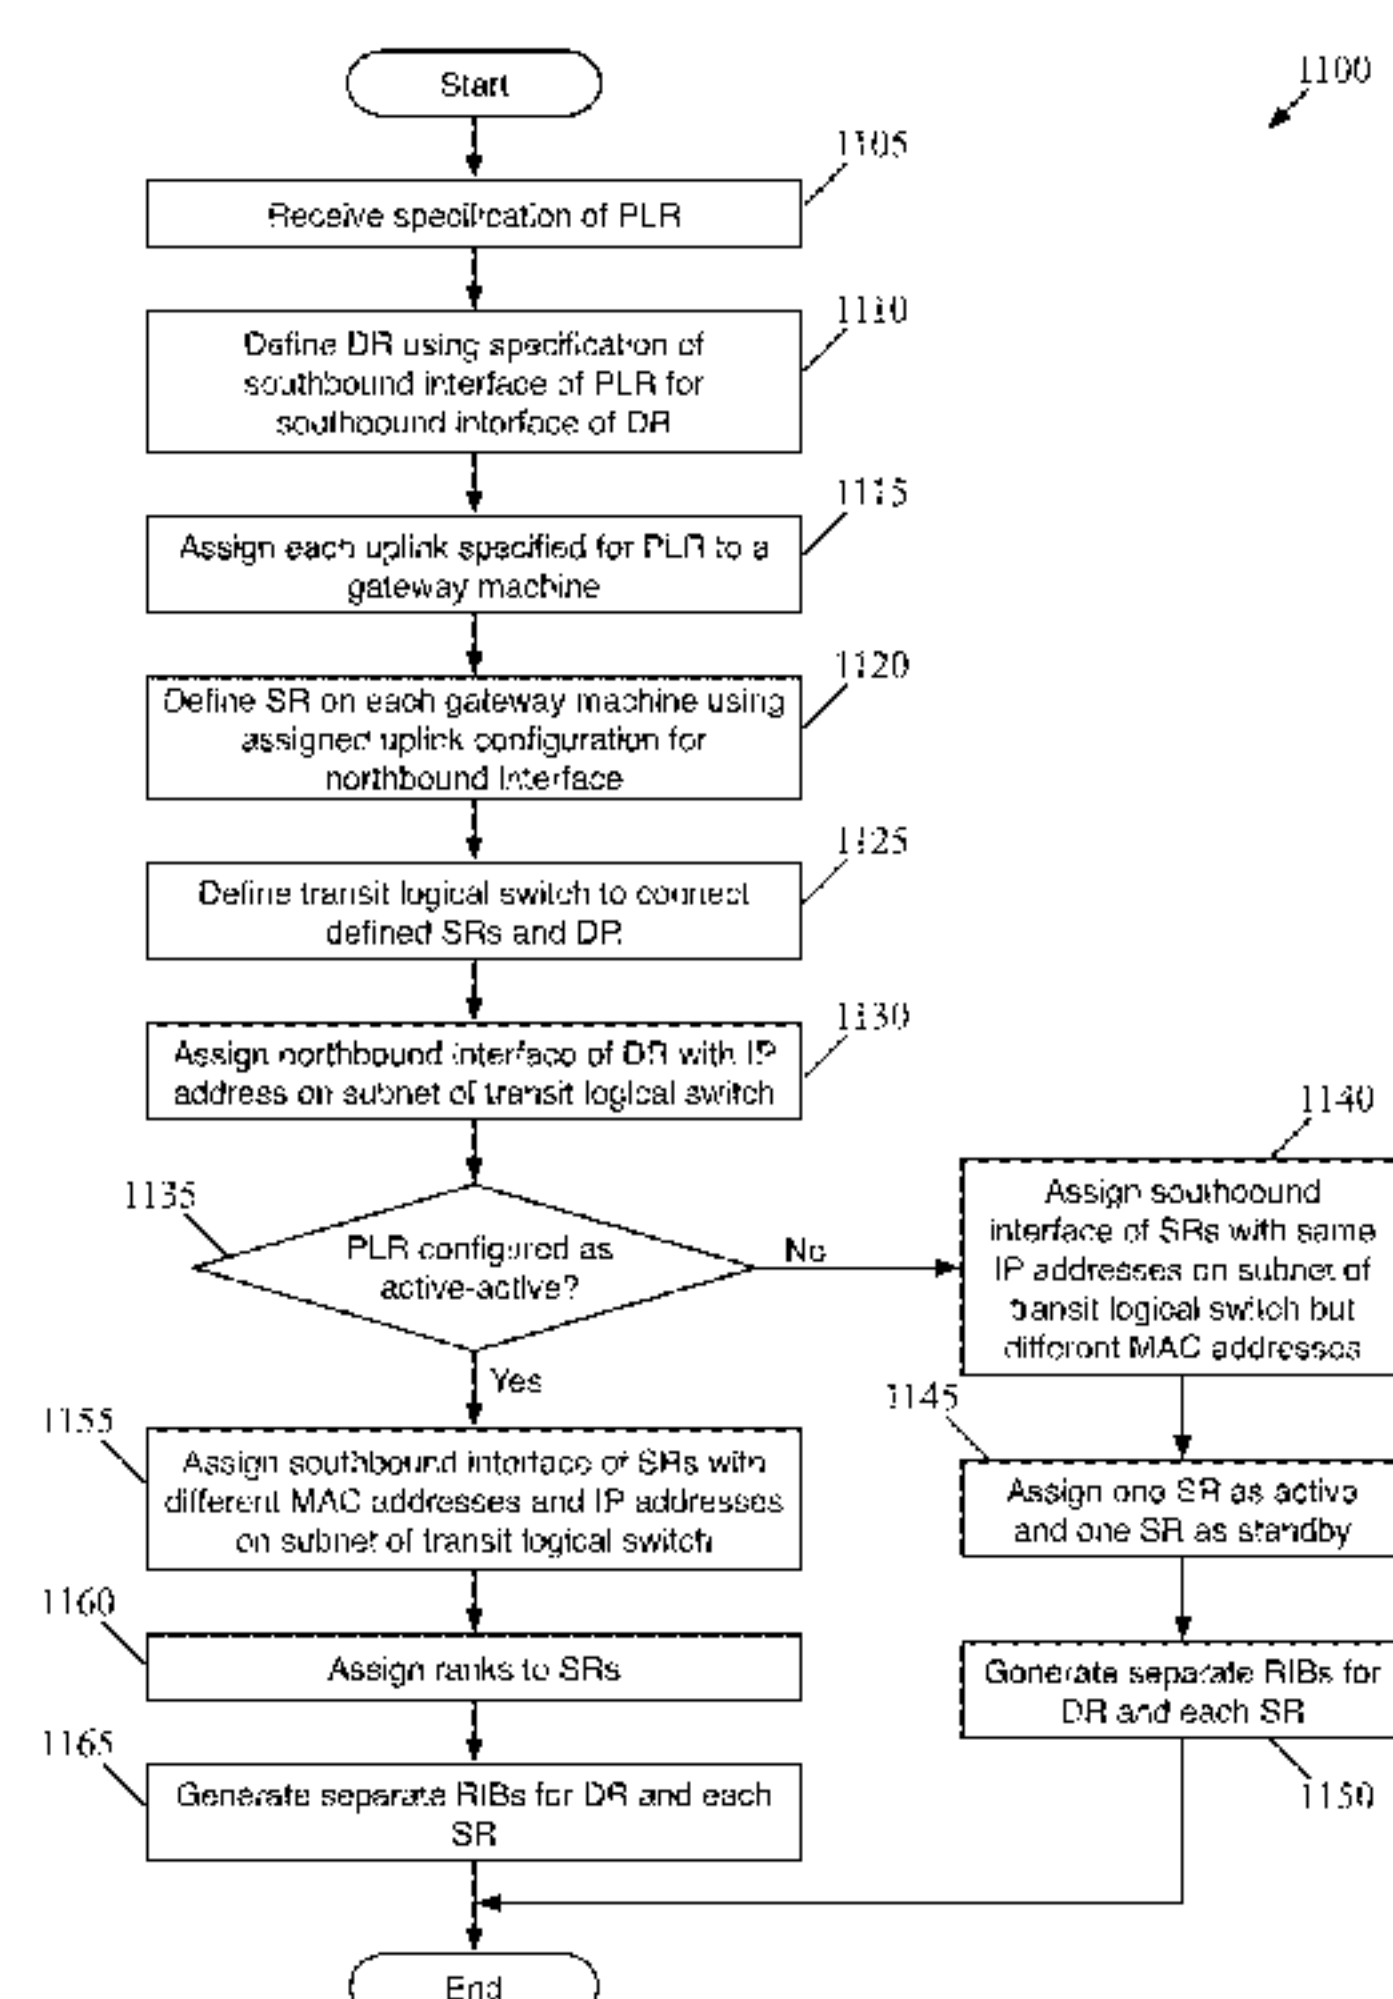 1100
Start
1105
Receive specification of PLR
1110
Define DR using specification of
southbound interface of PLR for
southbound interface of DR
1115
Assign each uplink specified for PLR to a
gateway machine
1120
Define SR on each gateway machine using
assigned uplink configuration for
northbound interface
1125
Define transit logical switch to connect
defined SRs and DR
1130
Assign northbound interface of DR with IP
address on subnet of transit logical switch
1135
PLR configured as
active-active?
No
Yes
1140
Assign southbound
interface of SRs with same
IP addresses on subnet of
transit logical switch but
different MAC addresses
1145
Assign one SR as active
and one SR as standby
Generate separate RIBs for
DR and each SR
1150
1155
Assign southbound interface of SRs with
different MAC addresses and IP addresses
on subnet of transit logical switch
1160
Assign ranks to SRs
1165
Generate separate RIBs for DR and each
SR
End